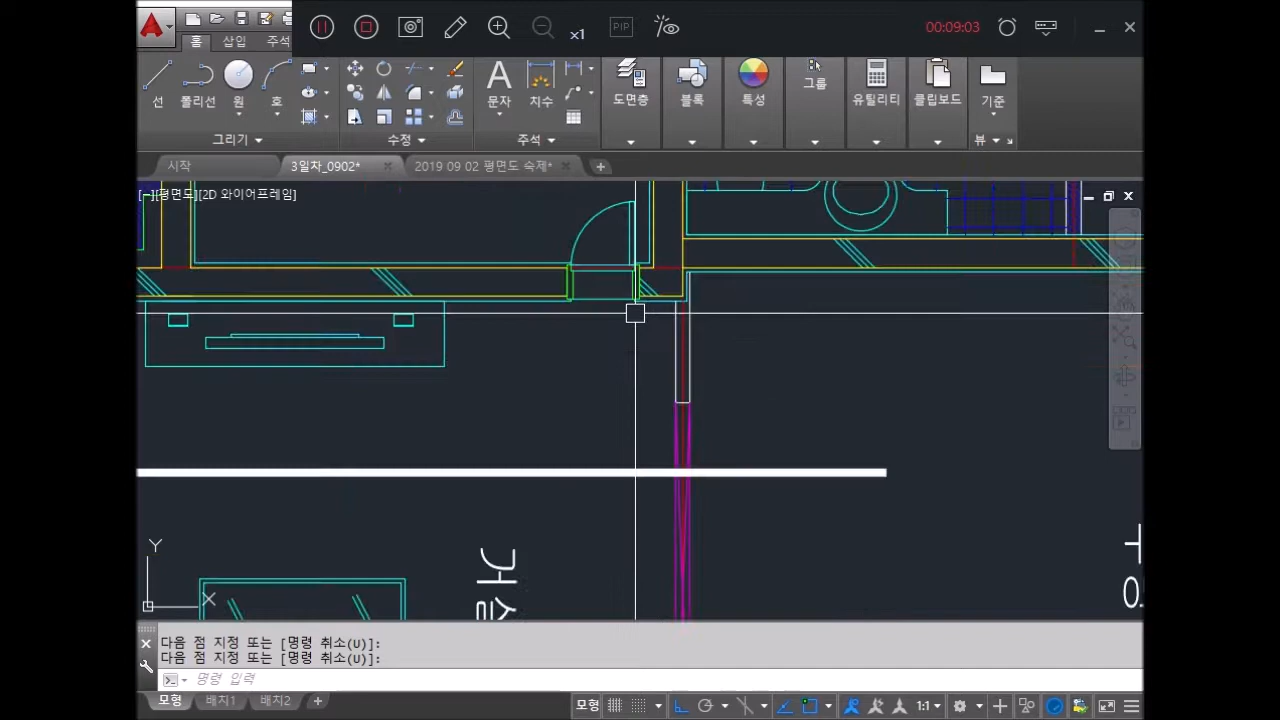 x1
PIP
00:09:03
홈 삽입 주석
선 폴리선 원 호
문자 치수
도면층 블록 특성 그룹 유틸리티 클립보드 기준
그리기 수정 주석 뷰
시작 3일차_0902* 2019 09 02 평면도 숙제*
[−][평면도][2D 와이어프레임]
거실
Y
X
다음 점 지정 또는 [명령 취소(U)]:
다음 점 지정 또는 [명령 취소(U)]:
명령 입력
모형 배치1 배치2
모형 1:1